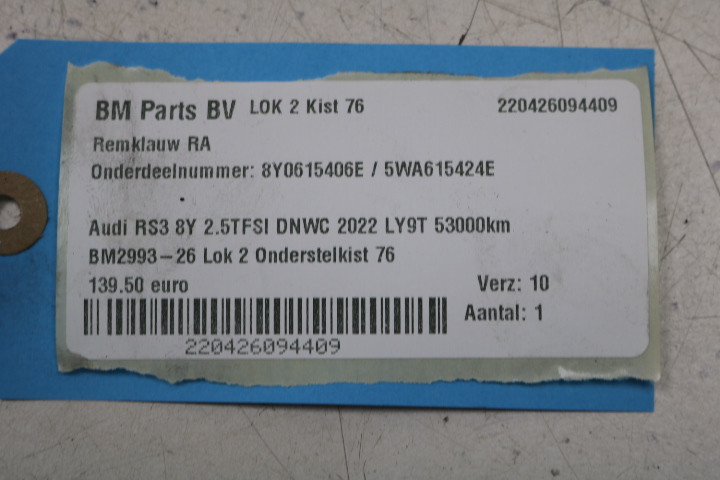 BM Parts BV LOK 2 Kist 76 220426094409
Remklauw RA
Onderdeelnummer: 8Y0615406E / 5WA615424E
Audi RS3 8Y 2.5TFSI DNWC 2022 LY9T 53000km
BM2993-26 Lok 2 Onderstelkist 76
139.50 euro Verz: 10
Aantal: 1
220426094409